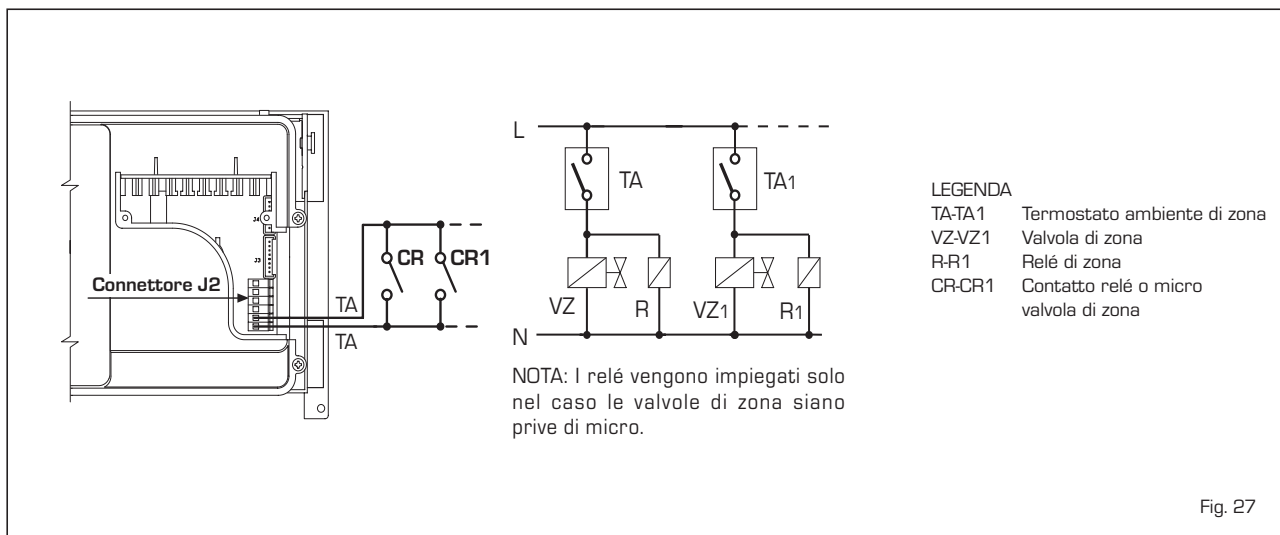 J4
J3
Connettore J2
TA
TA
CR
CR1
L
TA
TA1
VZ
R
VZ1
R1
N
NOTA: I relé vengono impiegati solo
nel caso le valvole di zona siano
prive di micro.
LEGENDA
TA-TA1 Termostato ambiente di zona
VZ-VZ1 Valvola di zona
R-R1 Relé di zona
CR-CR1 Contatto relé o micro
valvola di zona
Fig. 27